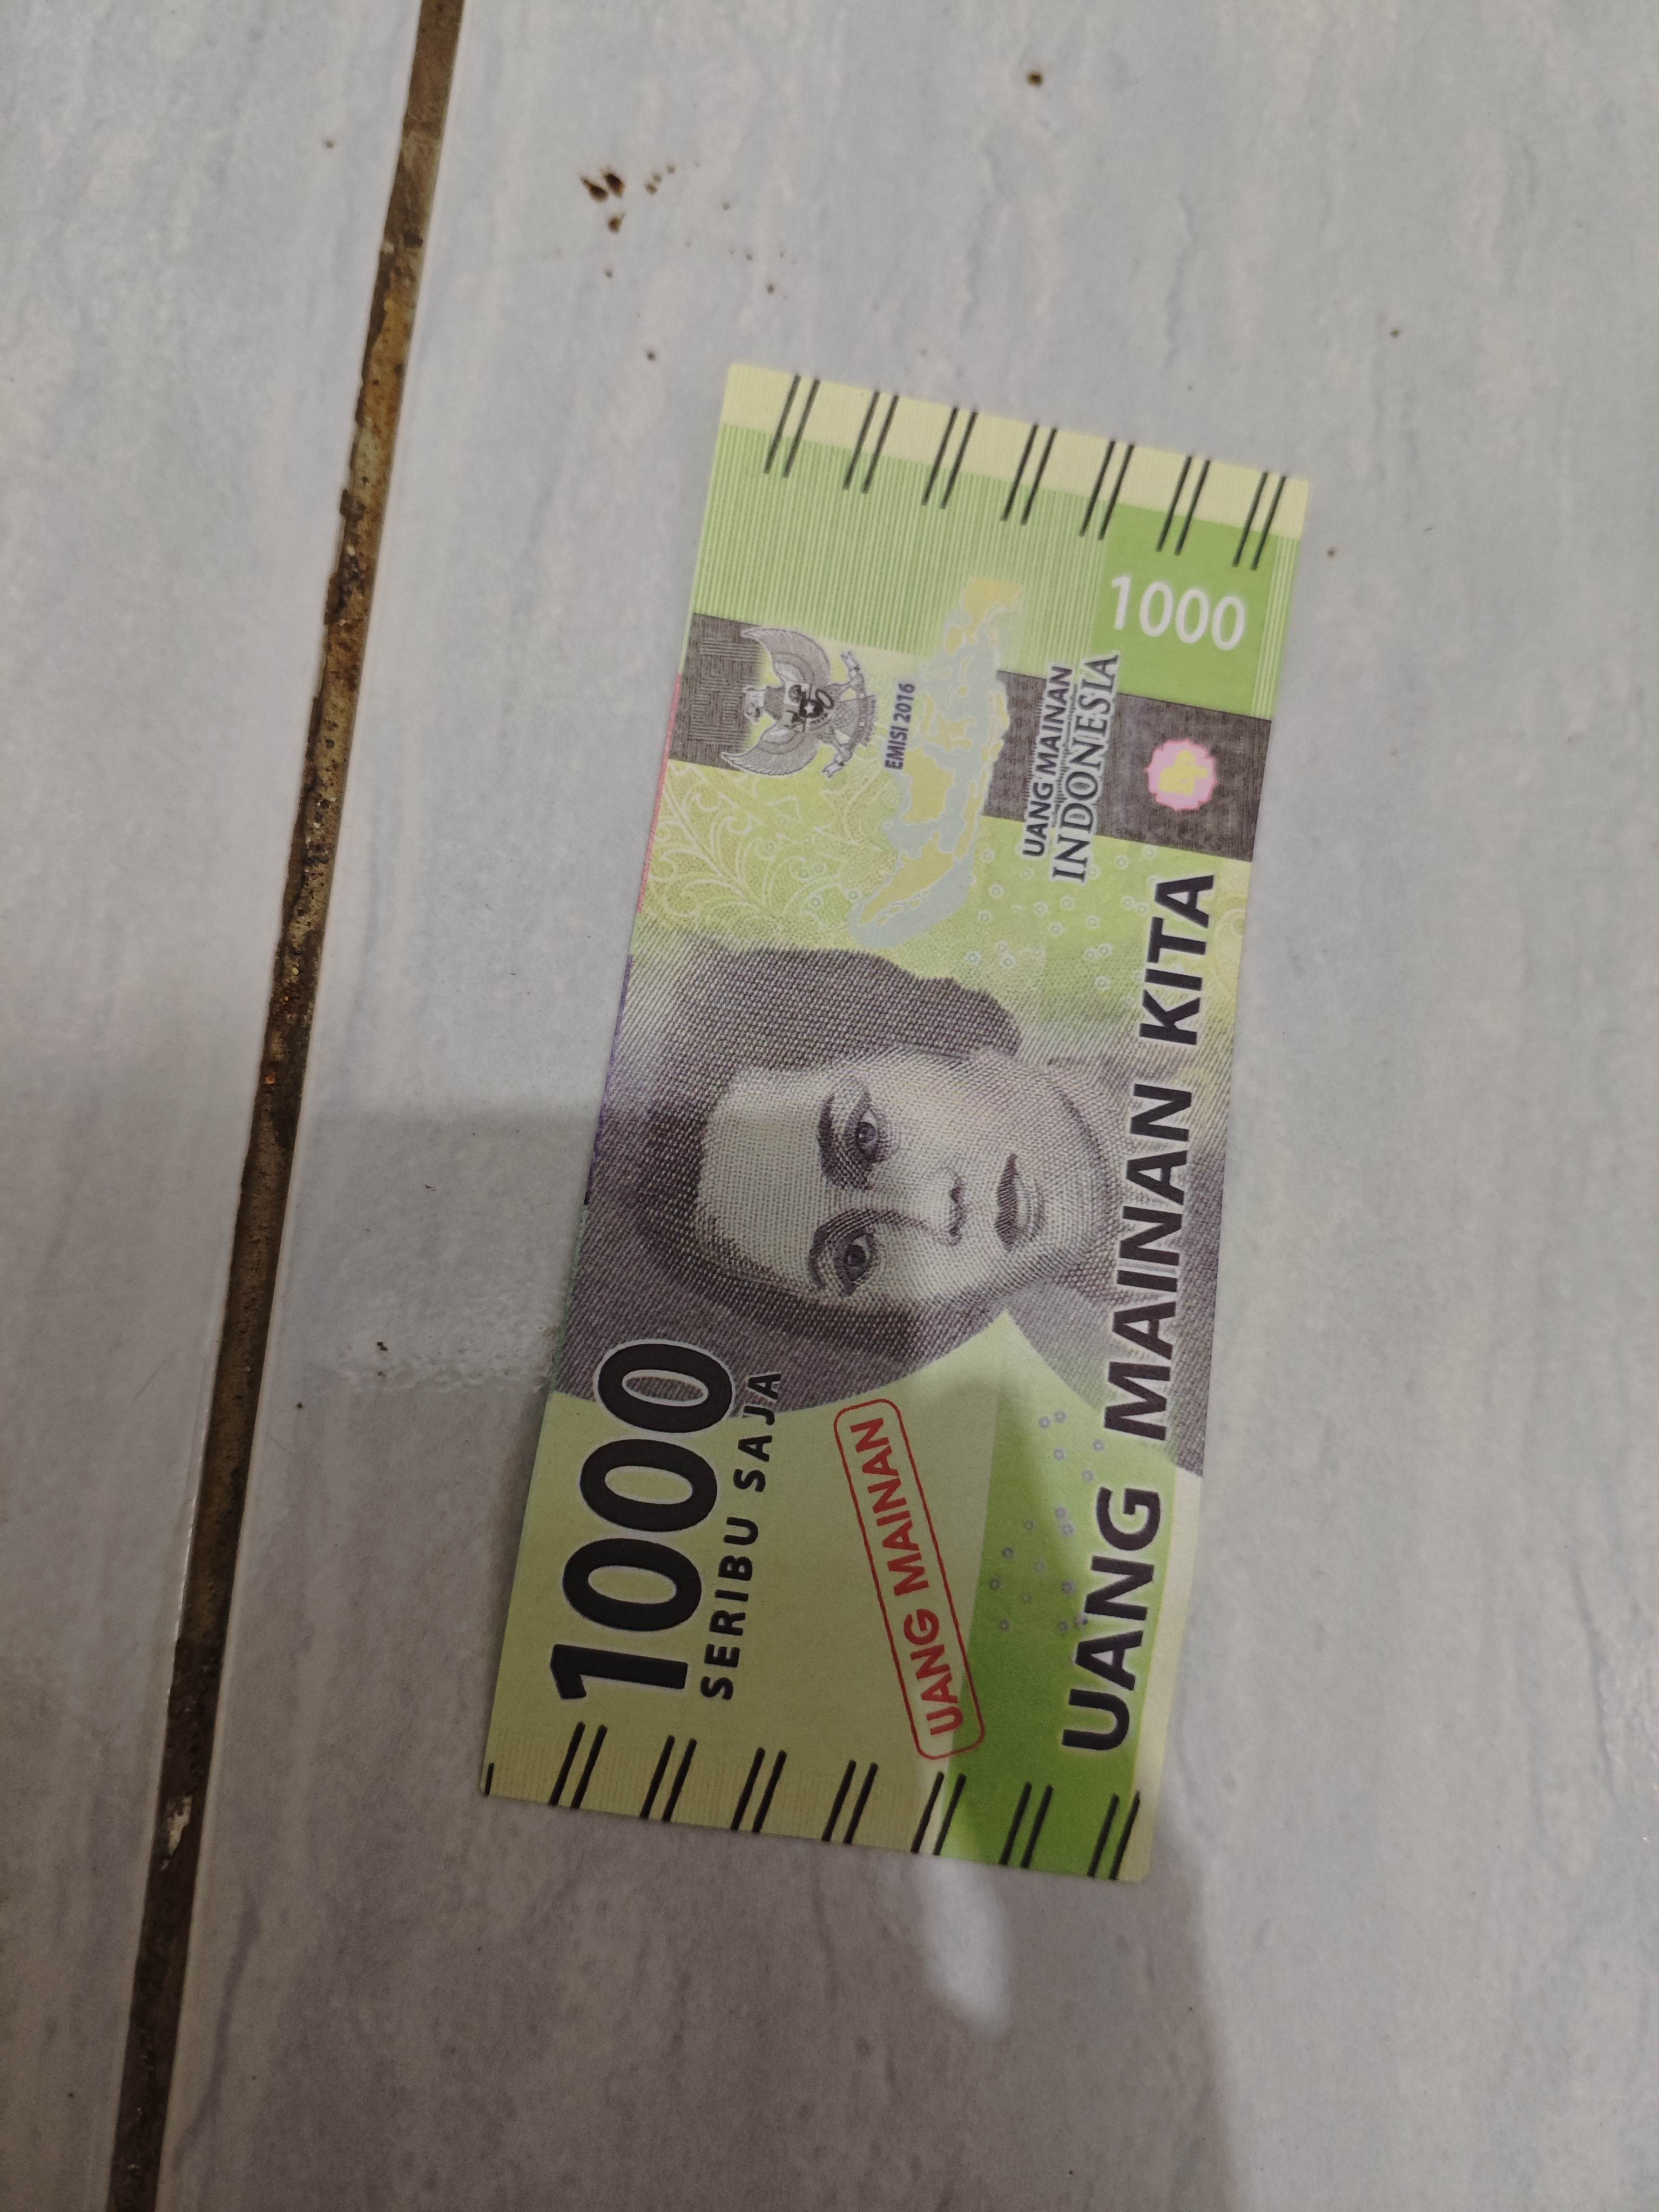 1000
SERIBU SAJA
UANG MAINAN
UANG MAINAN KITA
EMISI 2016
UANG MAINAN
INDONESIA
1000